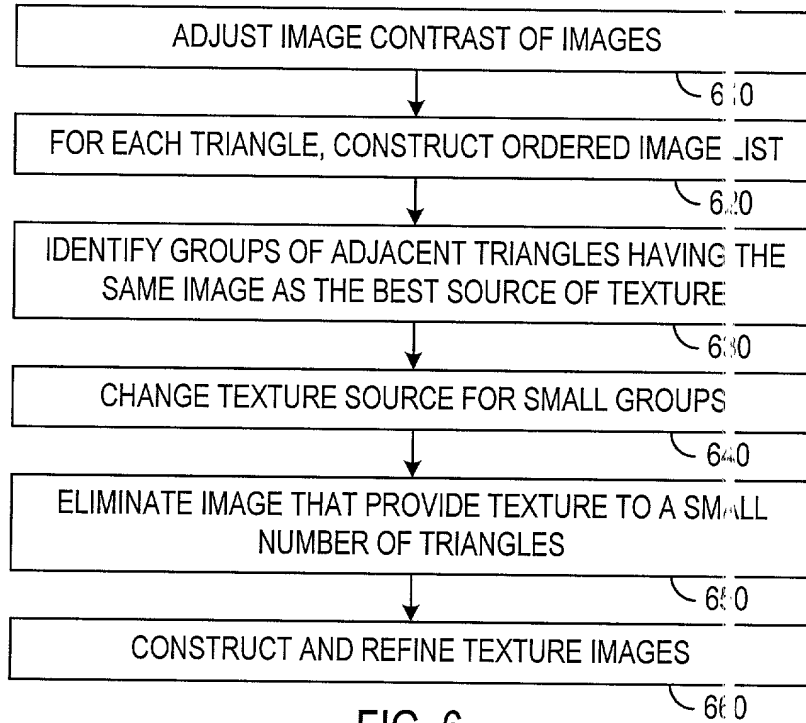 ADJUST IMAGE CONTRAST OF IMAGES
610
FOR EACH TRIANGLE, CONSTRUCT ORDERED IMAGE LIST
620
IDENTIFY GROUPS OF ADJACENT TRIANGLES HAVING THE
SAME IMAGE AS THE BEST SOURCE OF TEXTURE
630
CHANGE TEXTURE SOURCE FOR SMALL GROUPS
640
ELIMINATE IMAGE THAT PROVIDE TEXTURE TO A SMALL
NUMBER OF TRIANGLES
650
CONSTRUCT AND REFINE TEXTURE IMAGES
660
FIG. 6